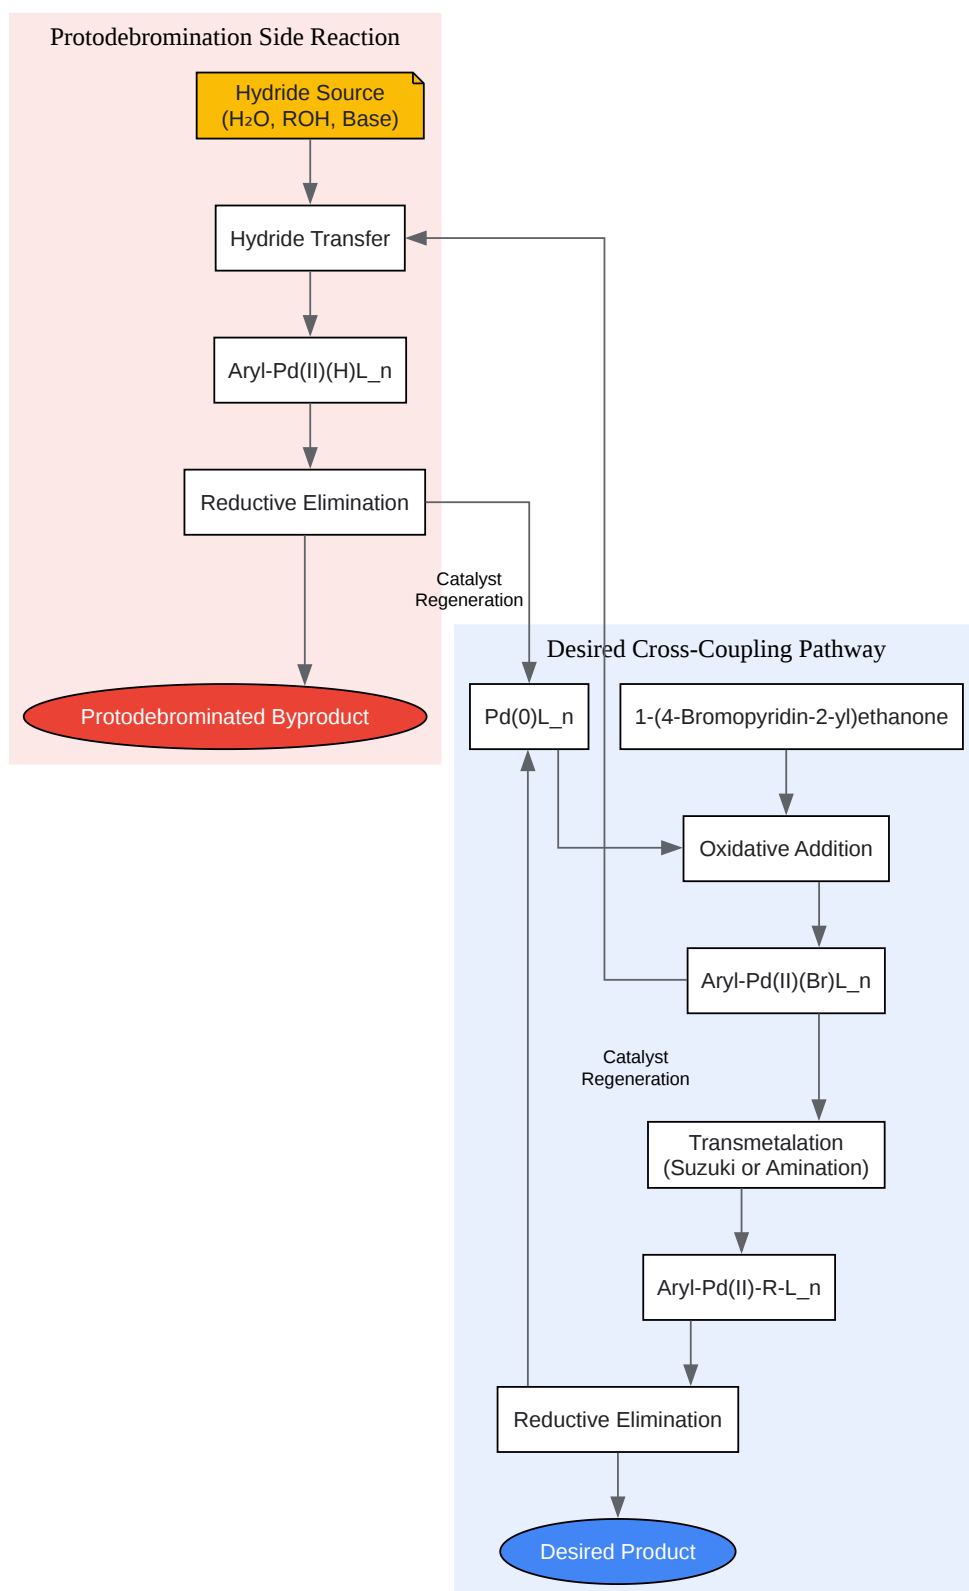 Protodebromination Side Reaction
Hydride Source
(H₂O, ROH, Base)
Hydride Transfer
Aryl-Pd(II)(H)L_n
Reductive Elimination
Catalyst
Regeneration
Protodebrominated Byproduct
Desired Cross-Coupling Pathway
Pd(0)L_n
1-(4-Bromopyridin-2-yl)ethanone
Oxidative Addition
Aryl-Pd(II)(Br)L_n
Catalyst
Regeneration
Transmetalation
(Suzuki or Amination)
Aryl-Pd(II)-R-L_n
Reductive Elimination
Desired Product